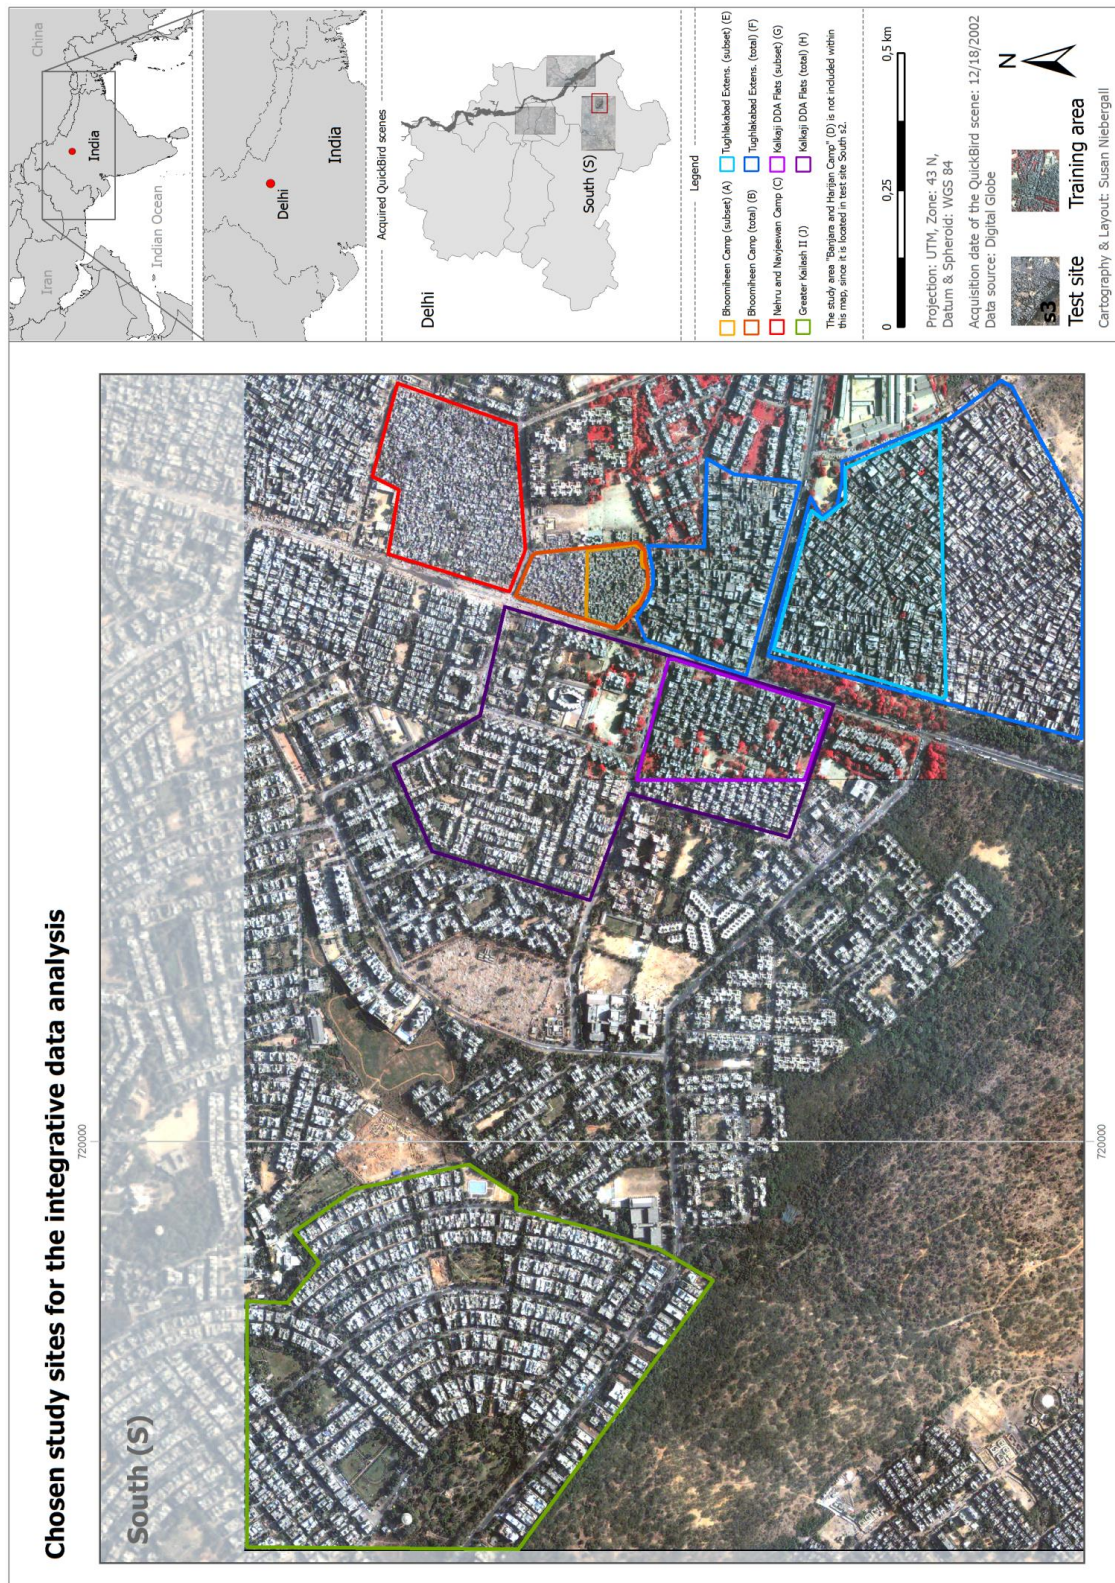 Chosen study sites for the integrative data analysis
720000
South (S)
720000
China
Iran
India
Indian Ocean
India
Delhi
Acquired QuickBird scenes
Delhi
South (S)
Legend
Bhoomiheen Camp (subset) (A)
Bhoomiheen Camp (total) (B)
Nehru and Navjeewan Camp (C)
Greater Kailash II (J)
Tughlakabad Extens. (subset) (E)
Tughlakabad Extens. (total) (F)
Kalkaji DDA Flats (subset) (G)
Kalkaji DDA Flats (total) (H)
The study area "Banjara and Harijan Camp" (D) is not included within
this map, since it is located in test site South s2.
0
0,25
0,5 km
Projection: UTM, Zone: 43 N,
Datum & Spheroid: WGS 84
Acquisition date of the QuickBird scene: 12/18/2002
Data source: Digital Globe
N
s3
Test site
Training area
Cartography & Layout: Susan Niebergall